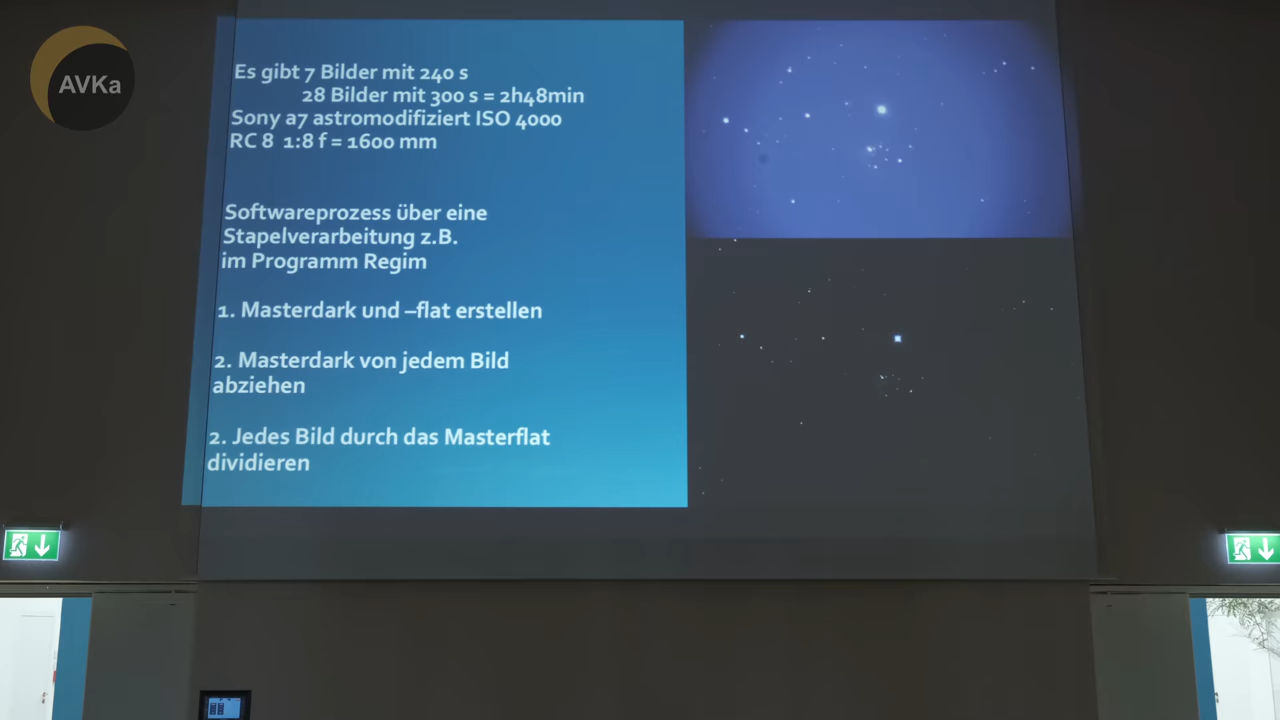 AVKa
Es gibt 7 Bilder mit 240 s
28 Bilder mit 300 s = 2h48min
Sony a7 astromodifiziert ISO 4000
RC 8 1:8 f = 1600 mm
Softwareprozess über eine
Stapelverarbeitung z.B.
im Programm Regim
1. Masterdark und –flat erstellen
2. Masterdark von jedem Bild
abziehen
2. Jedes Bild durch das Masterflat
dividieren